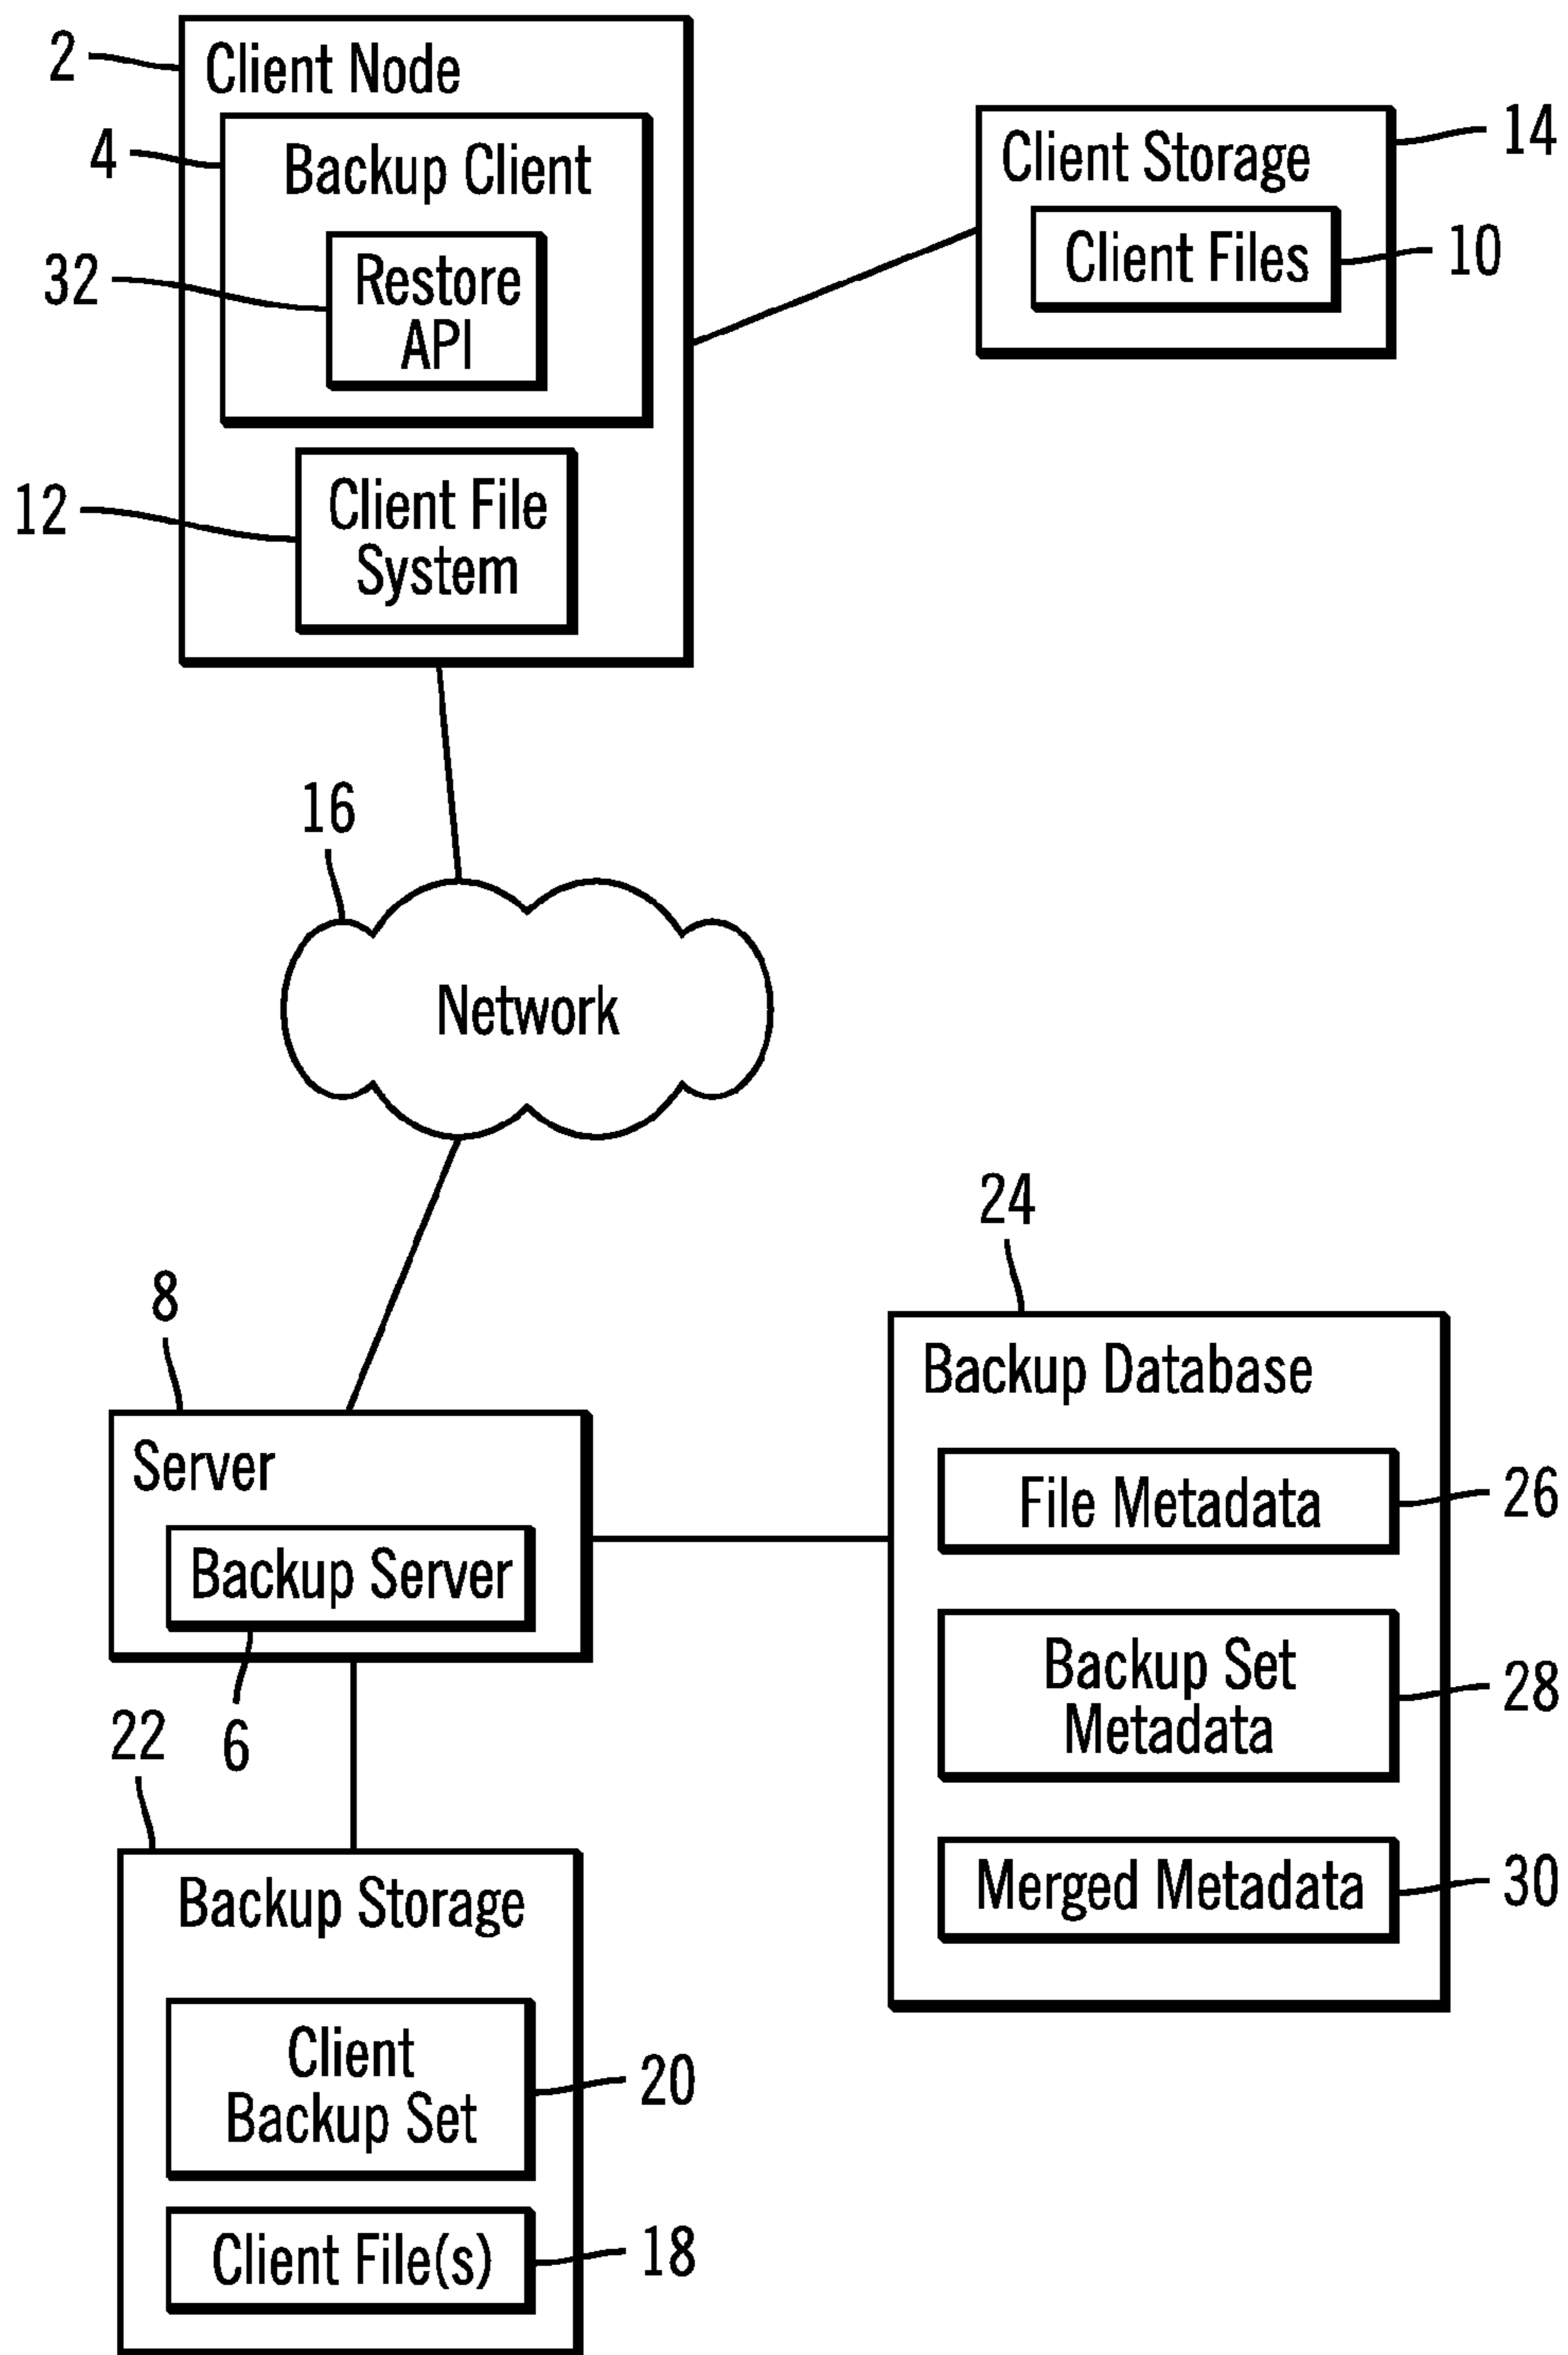 2
Client Node
4
Backup Client
32
Restore
API
12
Client File
System
Client Storage
14
Client Files
10
16
Network
8
Server
Backup Server
6
24
Backup Database
File Metadata
26
Backup Set
Metadata
28
Merged Metadata
30
22
Backup Storage
Client
Backup Set
20
Client File(s)
18